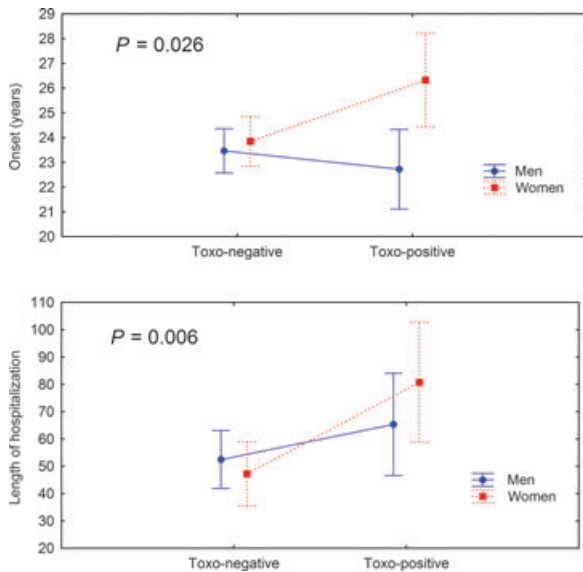 29
28
27
26
25
24
23
22
21
20
Onset (years)
P = 0.026
Men
Women
Toxo-negative Toxo-positive
110
100
90
80
70
60
50
40
30
20
Length of hospitalization
P = 0.006
Men
Women
Toxo-negative Toxo-positive